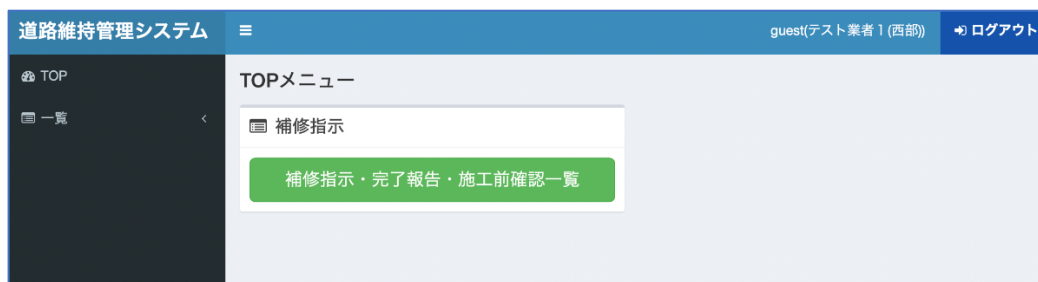 道路維持管理システム
guest(テスト業者１(西部))
ログアウト
TOP
一覧
TOPメニュー
補修指示
補修指示・完了報告・施工前確認一覧